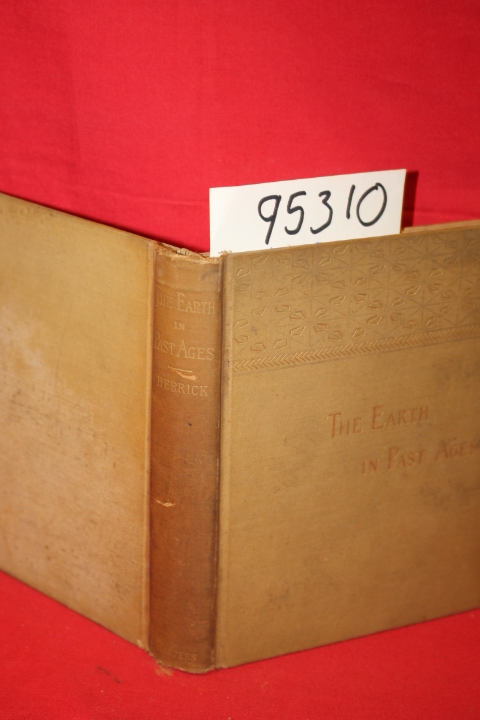 95310
THE EARTH
IN
PAST AGES
HERRICK
THE EARTH
IN PAST AGES